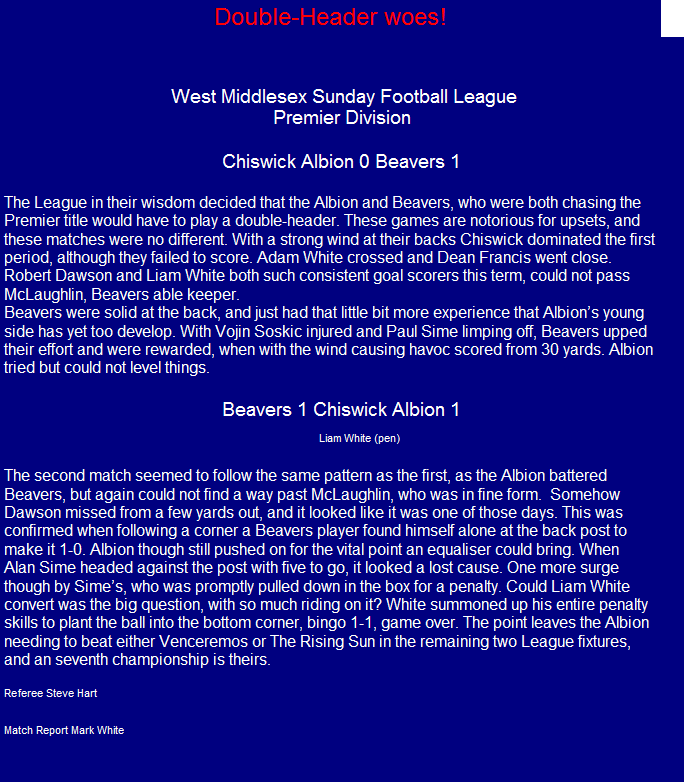 Double-Header woes!
West Middlesex Sunday Football League
Premier Division
Chiswick Albion 0 Beavers 1
The League in their wisdom decided that the Albion and Beavers, who were both chasing the
Premier title would have to play a double-header. These games are notorious for upsets, and
these matches were no different. With a strong wind at their backs Chiswick dominated the first
period, although they failed to score. Adam White crossed and Dean Francis went close.
Robert Dawson and Liam White both such consistent goal scorers this term, could not pass
McLaughlin, Beavers able keeper.
Beavers were solid at the back, and just had that little bit more experience that Albion’s young
side has yet too develop. With Vojin Soskic injured and Paul Sime limping off, Beavers upped
their effort and were rewarded, when with the wind causing havoc scored from 30 yards. Albion
tried but could not level things.
Beavers 1 Chiswick Albion 1
Liam White (pen)
The second match seemed to follow the same pattern as the first, as the Albion battered
Beavers, but again could not find a way past McLaughlin, who was in fine form.  Somehow
Dawson missed from a few yards out, and it looked like it was one of those days. This was
confirmed when following a corner a Beavers player found himself alone at the back post to
make it 1-0. Albion though still pushed on for the vital point an equaliser could bring. When
Alan Sime headed against the post with five to go, it looked a lost cause. One more surge
though by Sime’s, who was promptly pulled down in the box for a penalty. Could Liam White
convert was the big question, with so much riding on it? White summoned up his entire penalty
skills to plant the ball into the bottom corner, bingo 1-1, game over. The point leaves the Albion
needing to beat either Venceremos or The Rising Sun in the remaining two League fixtures,
and an seventh championship is theirs.
Referee Steve Hart
Match Report Mark White